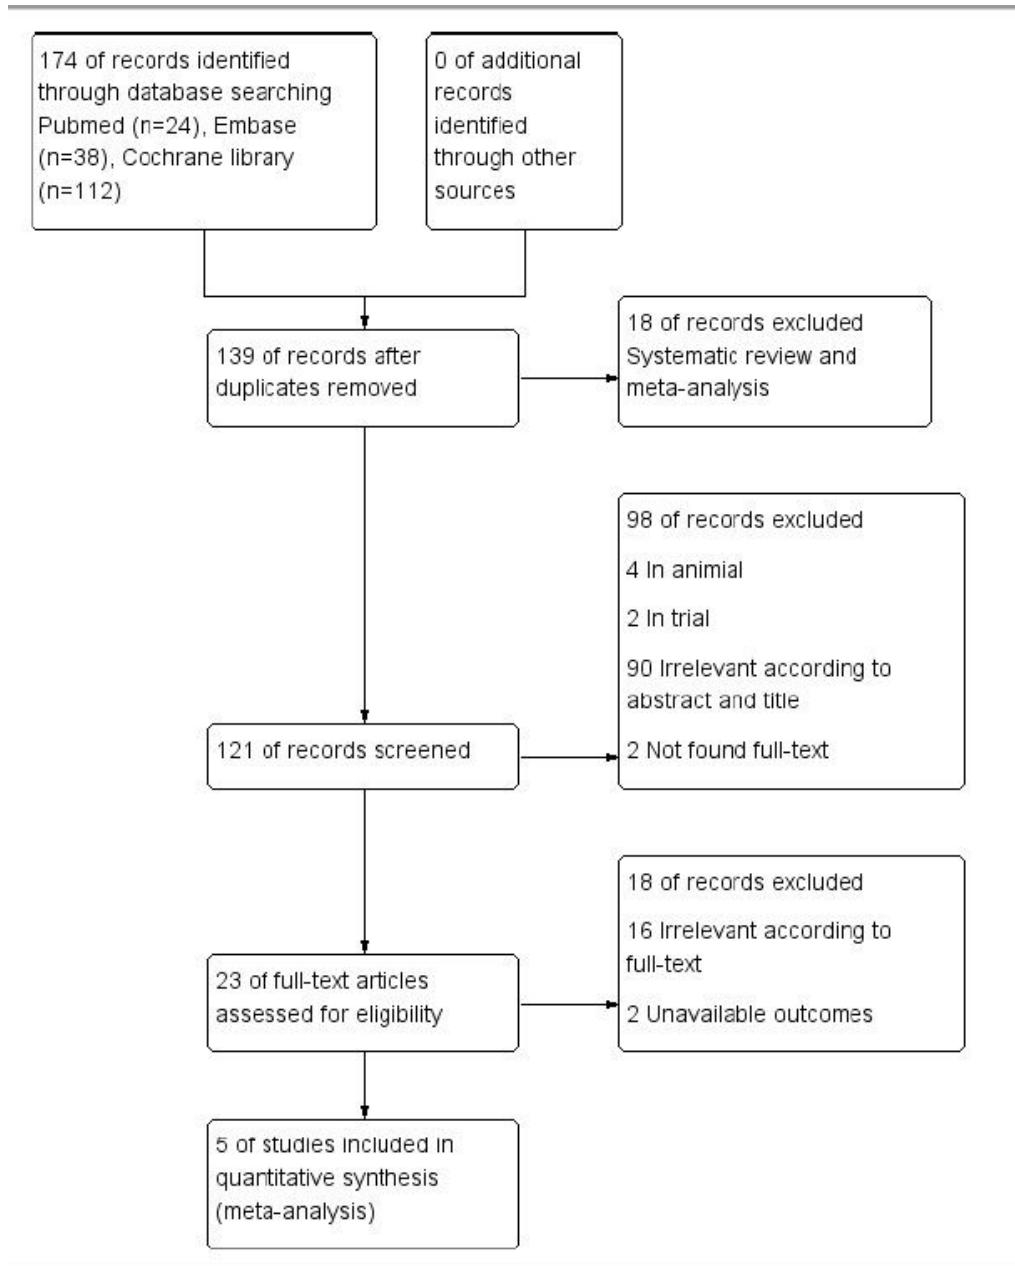 174 of records identified
through database searching
Pubmed (n=24), Embase
(n=38), Cochrane library
(n=112)
0 of additional
records
identified
through other
sources
139 of records after
duplicates removed
18 of records excluded
Systematic review and
meta-analysis
98 of records excluded
4 In animial
2 In trial
90 Irrelevant according to
abstract and title
2 Not found full-text
121 of records screened
18 of records excluded
16 Irrelevant according to
full-text
2 Unavailable outcomes
23 of full-text articles
assessed for eligibility
5 of studies included in
quantitative synthesis
(meta-analysis)